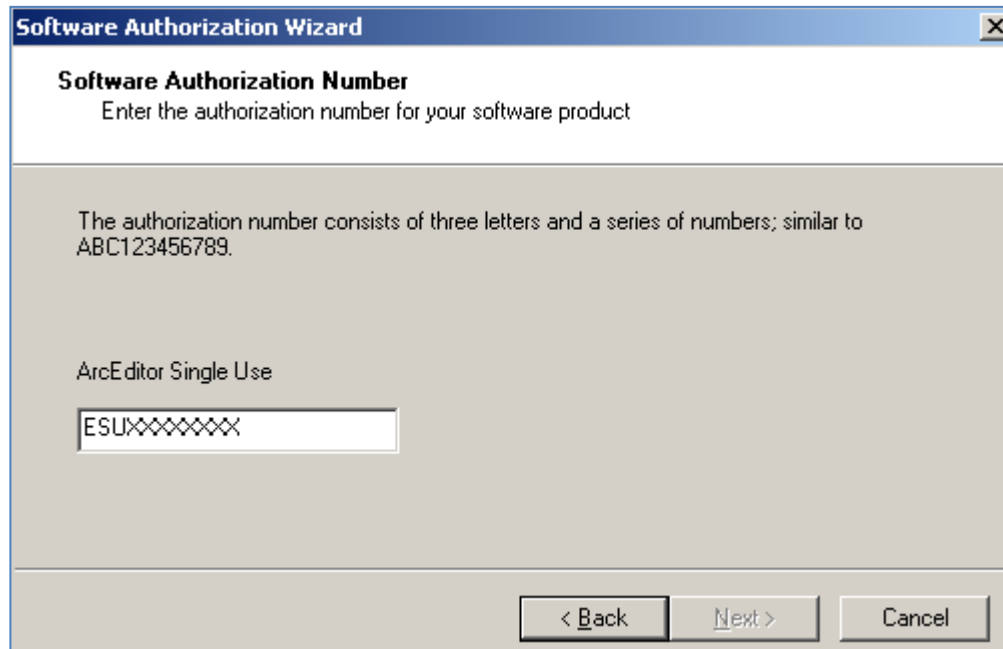 Software Authorization Wizard
Software Authorization Number
Enter the authorization number for your software product
The authorization number consists of three letters and a series of numbers; similar to
ABC123456789.
ArcEditor Single Use
ESUXXXXXXXX
< Back
Next >
Cancel